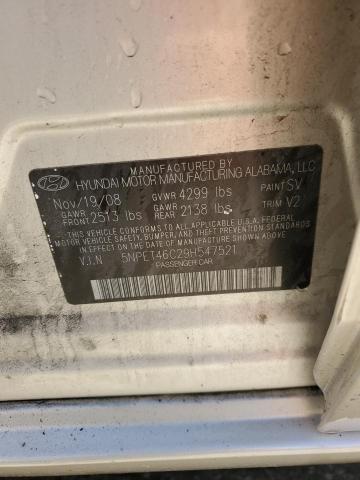 MANUFACTURED BY
HYUNDAI MOTOR MANUFACTURING ALABAMA, LLC
Nov/19/08 GVWR 4299 lbs PAINT SV
GAWR FRONT 2513 lbs GAWR REAR 2138 lbs TRIM V2
THIS VEHICLE CONFORMS TO ALL APPLICABLE U.S.A. FEDERAL
MOTOR VEHICLE SAFETY, BUMPER, AND THEFT PREVENTION STANDARDS
IN EFFECT ON THE DATE OF MANUFACTURE SHOWN ABOVE.
V.I.N 5NPET46C29H547521
PASSENGER CAR